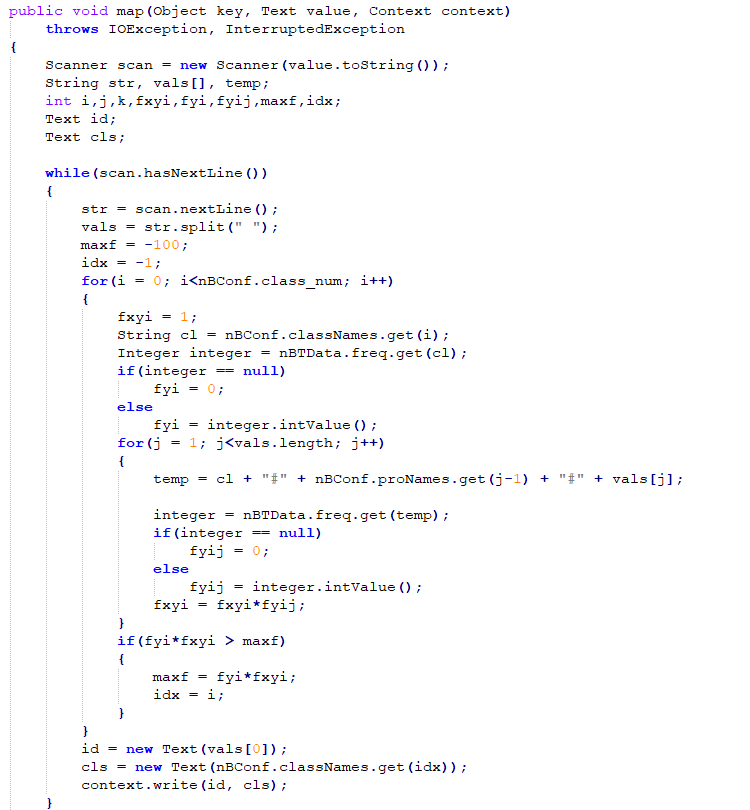 public void map(Object key, Text value, Context context)
    throws IOException, InterruptedException
{
    Scanner scan = new Scanner(value.toString());
    String str, vals[], temp;
    int i,j,k,fxyi,fyi,fyij,maxf,idx;
    Text id;
    Text cls;

    while(scan.hasNextLine())
    {
        str = scan.nextLine();
        vals = str.split(" ");
        maxf = -100;
        idx = -1;
        for(i = 0; i<nBConf.class_num; i++)
        {
            fxyi = 1;
            String cl = nBConf.classNames.get(i);
            Integer integer = nBTData.freq.get(cl);
            if(integer == null)
                fyi = 0;
            else
                fyi = integer.intValue();
            for(j = 1; j<vals.length; j++)
            {
                temp = cl + "#" + nBConf.proNames.get(j-1) + "#" + vals[j];

                integer = nBTData.freq.get(temp);
                if(integer == null)
                    fyij = 0;
                else
                    fyij = integer.intValue();
                fxyi = fxyi*fyij;
            }
            if(fyi*fxyi > maxf)
            {
                maxf = fyi*fxyi;
                idx = i;
            }
        }
        id = new Text(vals[0]);
        cls = new Text(nBConf.classNames.get(idx));
        context.write(id, cls);
    }